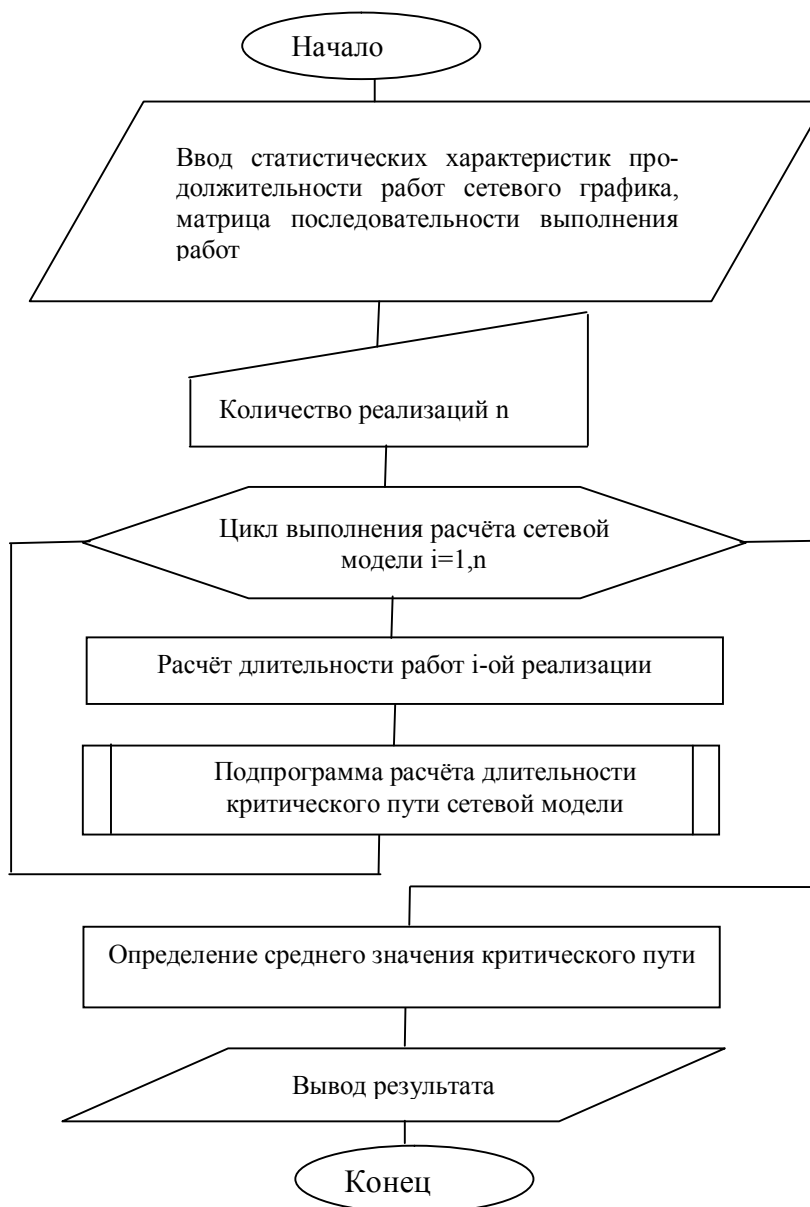 Начало
Ввод статистических характеристик про-
должительности работ сетевого графика,
матрица последовательности выполнения
работ
Количество реализаций n
Цикл выполнения расчёта сетевой
модели i=1,n
Расчёт длительности работ i-ой реализации
Подпрограмма расчёта длительности
критического пути сетевой модели
Определение среднего значения критического пути
Вывод результата
Конец